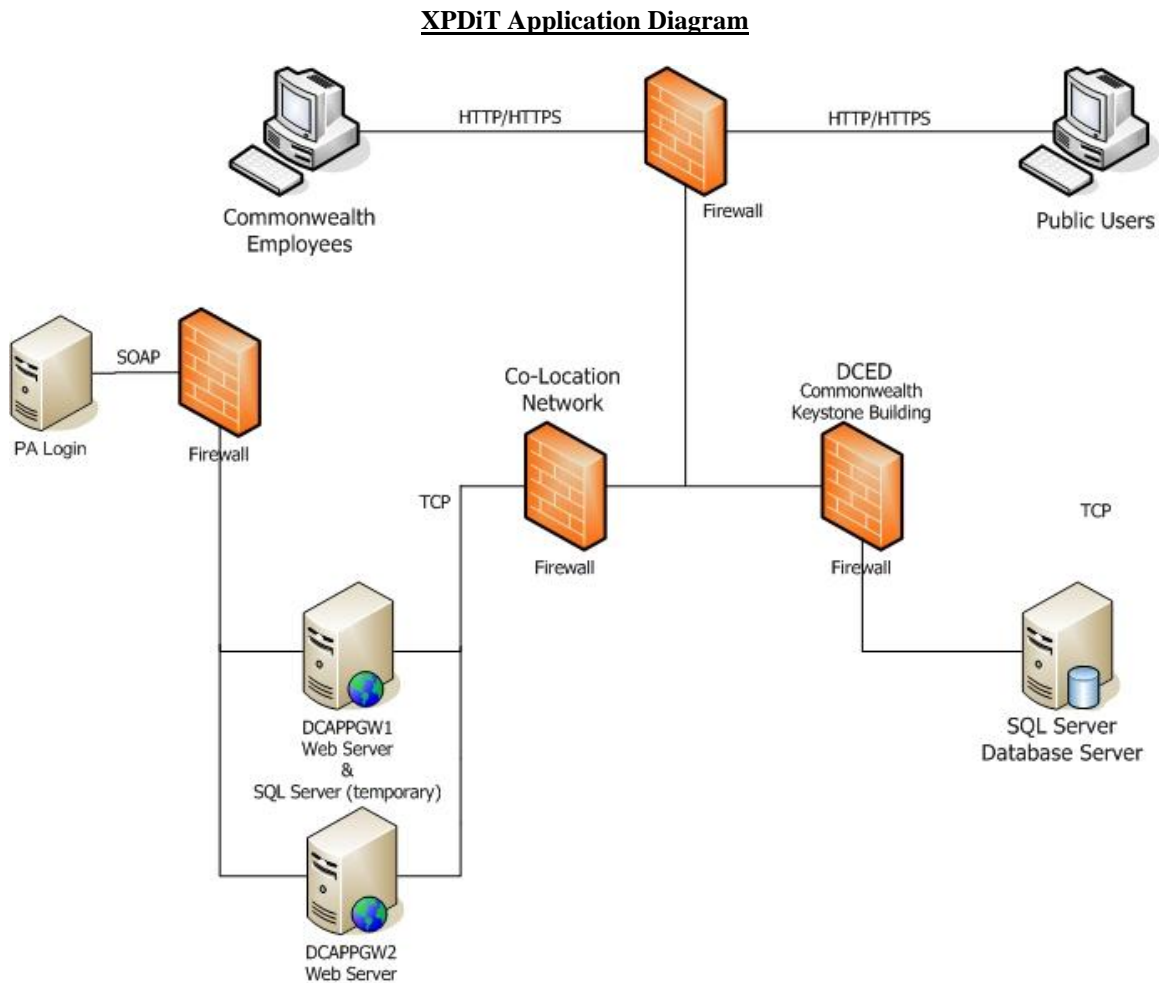 XPDiT Application Diagram
HTTP/HTTPS
HTTP/HTTPS
Commonwealth
Employees
Firewall
Public Users
PA Login
SOAP
Firewall
Co-Location
Network
Firewall
DCED
Commonwealth
Keystone Building
Firewall
TCP
TCP
DCAPPGW1
Web Server
&
SQL Server (temporary)
SQL Server
Database Server
DCAPPGW2
Web Server